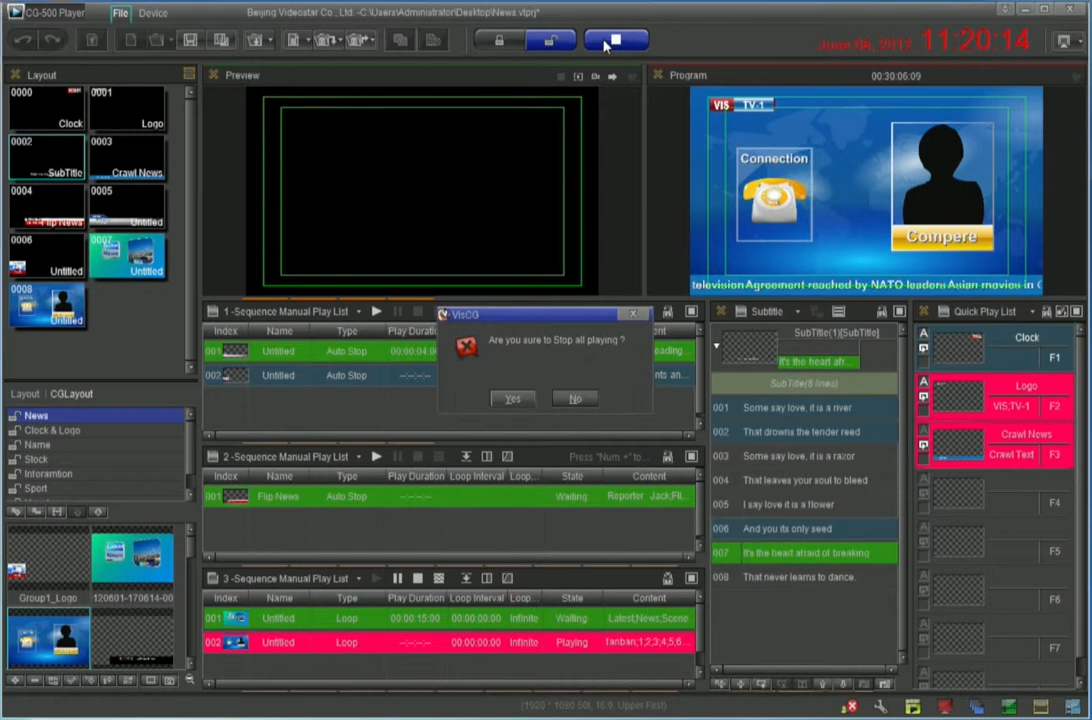 CG-500 Player
File
Device
Beijing Videostar Co., Ltd. -C:\Users\Administrator\Desktop\News.vtprj*
11:20:14
Layout
0000
Clock
0001
Logo
0002
SubTitle
0003
Crawl News
0004
Flip News
0005
Untitled
0006
Untitled
0007
Untitled
0008
Untitled
Preview
Program
00:30:06:09
VIS TV-1
Connection
Compere
televisionAgreement reached by NATO leaders Asian movies in
1 -Sequence Manual Play List
Index Name Type Play Duratio
001 Untitled Auto Stop 00:00:04:0
002 Untitled Auto Stop --:--:--:--
VisCG
Are you sure to Stop all playing ?
Yes
No
Layout CGLayout
News
Clock & Logo
Name
Stock
Inforamtion
Sport
Group1_Logo
120601-170614-00
2 -Sequence Manual Play List
Press "Num +" to...
Index Name Type Play Duration Loop Interval Loop... State Content
001 Flip News Auto Stop --:--:--:-- Waiting Reporter
3 -Sequence Manual Play List
Index Name Type Play Duration Loop Interval Loop... State Content
001 Untitled Loop 00:00:15:00 00:00:00:00 Infinite Waiting Latest;News;Scene
002 Untitled Loop --:--:--:-- 00:00:00:00 Infinite Playing fanban;1;2;3;4,5,6...
Subtitle
SubTitle(1)[SubTitle]
It's the heart afr...
SubTitle(8 lines)
001 Some say love, it is a river
002 That drowns the tender reed
003 Some say love, it is a razor
004 That leaves your soul to bleed
005 I say love it is a flower
006 And you its only seed
007 It's the heart afraid of breaking
008 That never learns to dance.
Quick Play List
Clock
F1
Logo
VIS;TV-1 F2
Crawl News
Crawl Text F3
F4
F5
F6
F7
(1920 * 1080 50i, 16:9, Upper First)